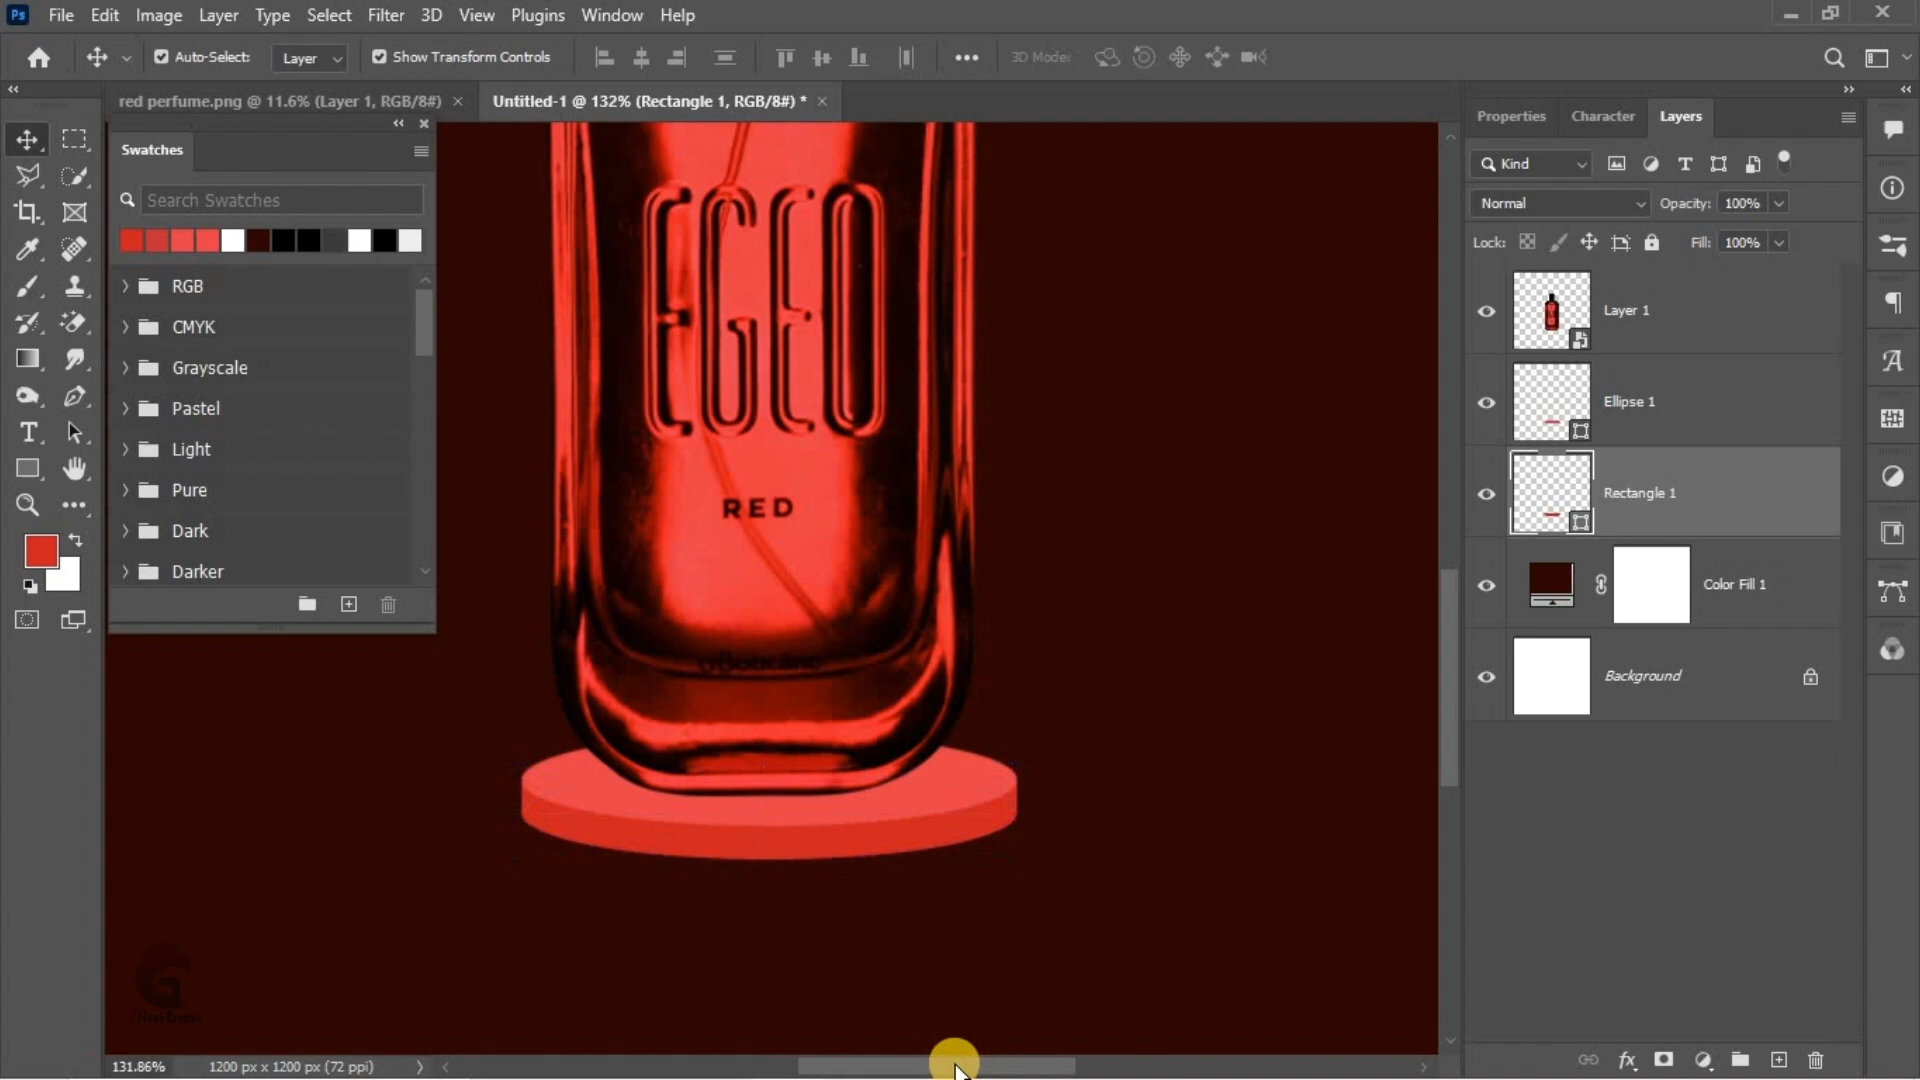 Ps File Edit Image Layer Type Select Filter 3D View Plugins Window Help
Auto-Select: Layer Show Transform Controls 3D Mode:
red perfume.png @ 11.6% (Layer 1, RGB/8#) × Untitled-1 @ 132% (Rectangle 1, RGB/8#) * ×
Swatches
Search Swatches
RGB
CMYK
Grayscale
Pastel
Light
Pure
Dark
Darker
EGEO
RED
G
Properties Character Layers
Kind
Normal Opacity: 100%
Lock: Fill: 100%
Layer 1
Ellipse 1
Rectangle 1
Color Fill 1
Background
fx
131.86% 1200 px x 1200 px (72 ppi)